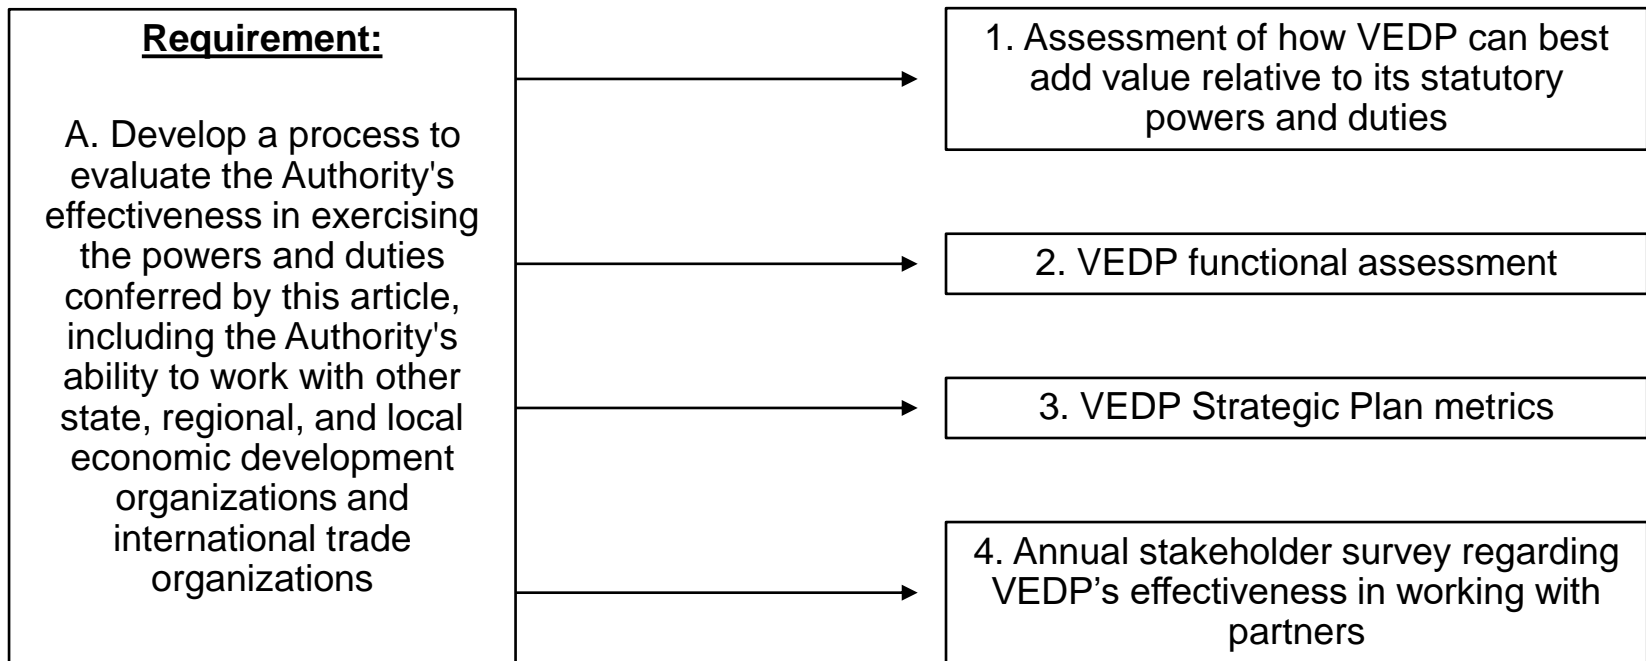 Requirement:
A. Develop a process to
evaluate the Authority's
effectiveness in exercising
the powers and duties
conferred by this article,
including the Authority's
ability to work with other
state, regional, and local
economic development
organizations and
international trade
organizations
1. Assessment of how VEDP can best
add value relative to its statutory
powers and duties
2. VEDP functional assessment
3. VEDP Strategic Plan metrics
4. Annual stakeholder survey regarding
VEDP’s effectiveness in working with
partners